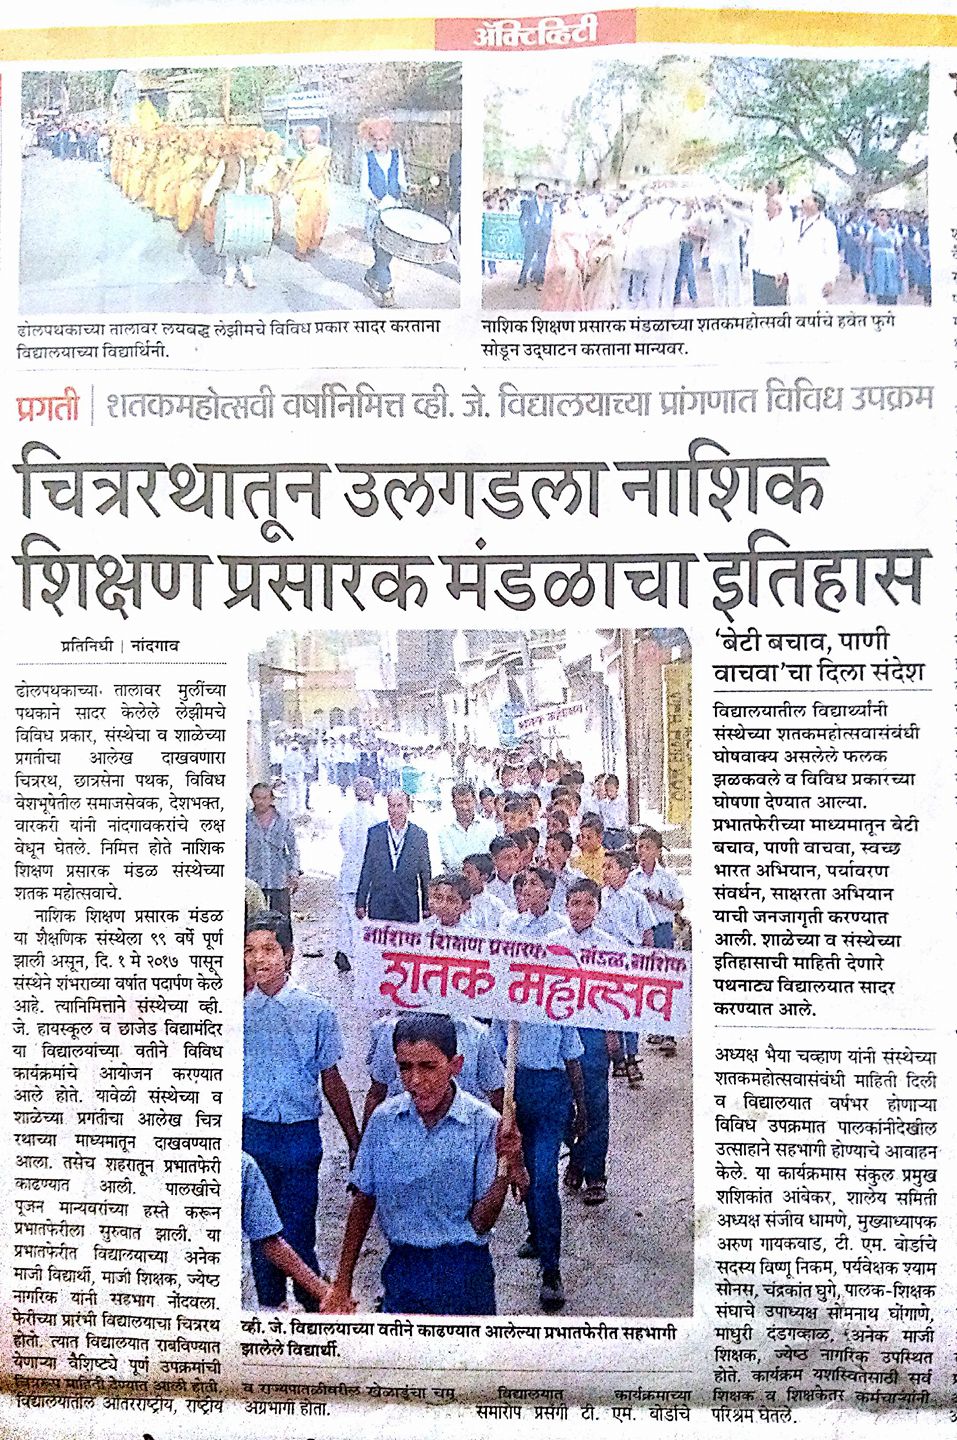 ॲक्टिव्हिटी
ढोलपथकाच्या तालावर लयबद्ध लेझीमचे विविध प्रकार सादर करताना
विद्यालयाच्या विद्यार्थिनी.
नाशिक शिक्षण प्रसारक मंडळाच्या शतकमहोत्सवी वर्षाचे हवेत फुगे
सोडून उद्‌घाटन करताना मान्यवर.
प्रगती | शतकमहोत्सवी वर्षानिमित्त व्ही. जे. विद्यालयाच्या प्रांगणात विविध उपक्रम
चित्ररथातून उलगडला नाशिक
शिक्षण प्रसारक मंडळाचा इतिहास
प्रतिनिधी | नांदगाव
ढोलपथकाच्या तालावर मुलींच्या
पथकाने सादर केलेले लेझीमचे
विविध प्रकार, संस्थेचा व शाळेच्या
प्रगतीचा आलेख दाखवणारा
चित्ररथ, छात्रसेना पथक, विविध
वेशभूषेतील समाजसेवक, देशभक्त,
वारकरी यांनी नांदगावकरांचे लक्ष
वेधून घेतले. निमित्त होते नाशिक
शिक्षण प्रसारक मंडळ संस्थेच्या
शतक महोत्सवाचे.
नाशिक शिक्षण प्रसारक मंडळ
या शैक्षणिक संस्थेला ९९ वर्षे पूर्ण
झाली असून, दि. १ मे २०१७ पासून
संस्थेने शंभराव्या वर्षात पदार्पण केले
आहे. त्यानिमित्ताने संस्थेच्या व्ही.
जे. हायस्कूल व छाजेड विद्यामंदिर
या विद्यालयांच्या वतीने विविध
कार्यक्रमांचे आयोजन करण्यात
आले होते. यावेळी संस्थेच्या व
शाळेच्या प्रगतीचा आलेख चित्र
रथाच्या माध्यमातून दाखवण्यात
आला. तसेच शहरातून प्रभातफेरी
काढण्यात आली. पालखीचे
पूजन मान्यवरांच्या हस्ते करून
प्रभातफेरीला सुरुवात झाली. या
प्रभातफेरीत विद्यालयाच्या अनेक
माजी विद्यार्थी, माजी शिक्षक, ज्येष्ठ
नागरिक यांनी सहभाग नोंदवला.
फेरीच्या प्रारंभी विद्यालयाचा चित्ररथ
होतो. त्यात विद्यालयात राबविण्यात
येणाऱ्या वैशिष्ट्ये पूर्ण उपक्रमांची
चित्ररूप माहिती देण्यात आली होती.
विद्यालयातील आंतरराष्ट्रीय, राष्ट्रीय
नाशिक शिक्षण प्रसारक मंडळ, नाशिक
शतक महोत्सव
व्ही. जे. विद्यालयाच्या वतीने काढण्यात आलेल्या प्रभातफेरीत सहभागी
झालेले विद्यार्थी.
व राज्यपातळीवरील खेळाडूंचा चमू
अग्रभागी होता.
विद्यालयात कार्यक्रमाच्या
समारोप प्रसंगी टी. एम. बोर्डाचे
‘बेटी बचाव, पाणी
वाचवा’चा दिला संदेश
विद्यालयातील विद्यार्थ्यांनी
संस्थेच्या शतकमहोत्सवासंबंधी
घोषवाक्य असलेले फलक
झळकवले व विविध प्रकारच्या
घोषणा देण्यात आल्या.
प्रभातफेरीच्या माध्यमातून बेटी
बचाव, पाणी वाचवा, स्वच्छ
भारत अभियान, पर्यावरण
संवर्धन, साक्षरता अभियान
याची जनजागृती करण्यात
आली. शाळेच्या व संस्थेच्या
इतिहासाची माहिती देणारे
पथनाट्य विद्यालयात सादर
करण्यात आले.
अध्यक्ष भैया चव्हाण यांनी संस्थेच्या
शतकमहोत्सवासंबंधी माहिती दिली
व विद्यालयात वर्षभर होणाऱ्या
विविध उपक्रमात पालकांनीदेखील
उत्साहाने सहभागी होण्याचे आवाहन
केले. या कार्यक्रमास संकुल प्रमुख
शशिकांत आंबेकर, शालेय समिती
अध्यक्ष संजीव धामणे, मुख्याध्यापक
अरुण गायकवाड, टी. एम. बोर्डाचे
सदस्य विष्णू निकम, पर्यवेक्षक श्याम
सोनस, चंद्रकांत घुगे, पालक-शिक्षक
संघाचे उपाध्यक्ष सोमनाथ घोंगाणे,
माधुरी दंडगव्हाळ, अनेक माजी
शिक्षक, ज्येष्ठ नागरिक उपस्थित
होते. कार्यक्रम यशस्वितेसाठी सर्व
शिक्षक व शिक्षकेतर कर्मचाऱ्यांनी
परिश्रम घेतले.